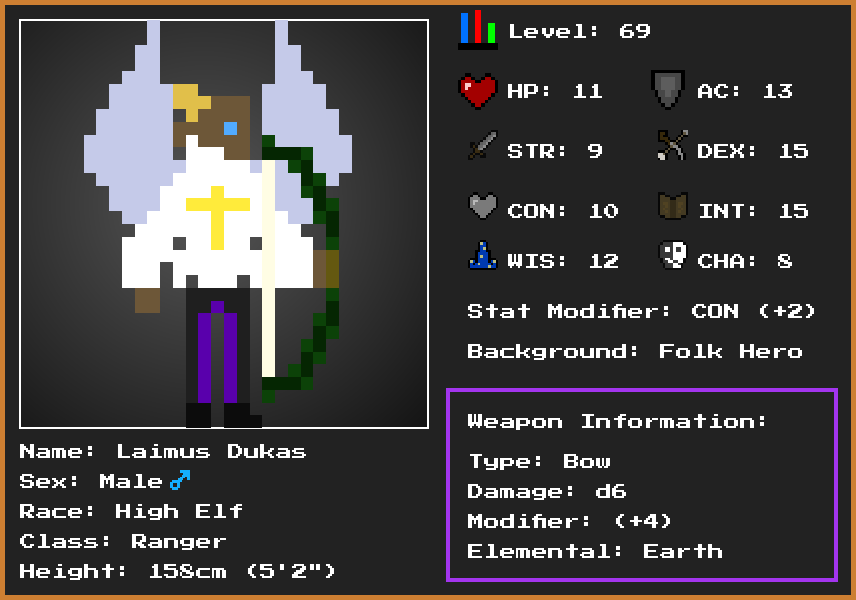 Level: 69
HP: 11 AC: 13
STR: 9 DEX: 15
CON: 10 INT: 15
WIS: 12 CHA: 8
Stat Modifier: CON (+2)
Background: Folk Hero
Weapon Information:
Type: Bow
Damage: d6
Modifier: (+4)
Elemental: Earth
Name: Laimus Dukas
Sex: Male ♂
Race: High Elf
Class: Ranger
Height: 158cm (5'2")